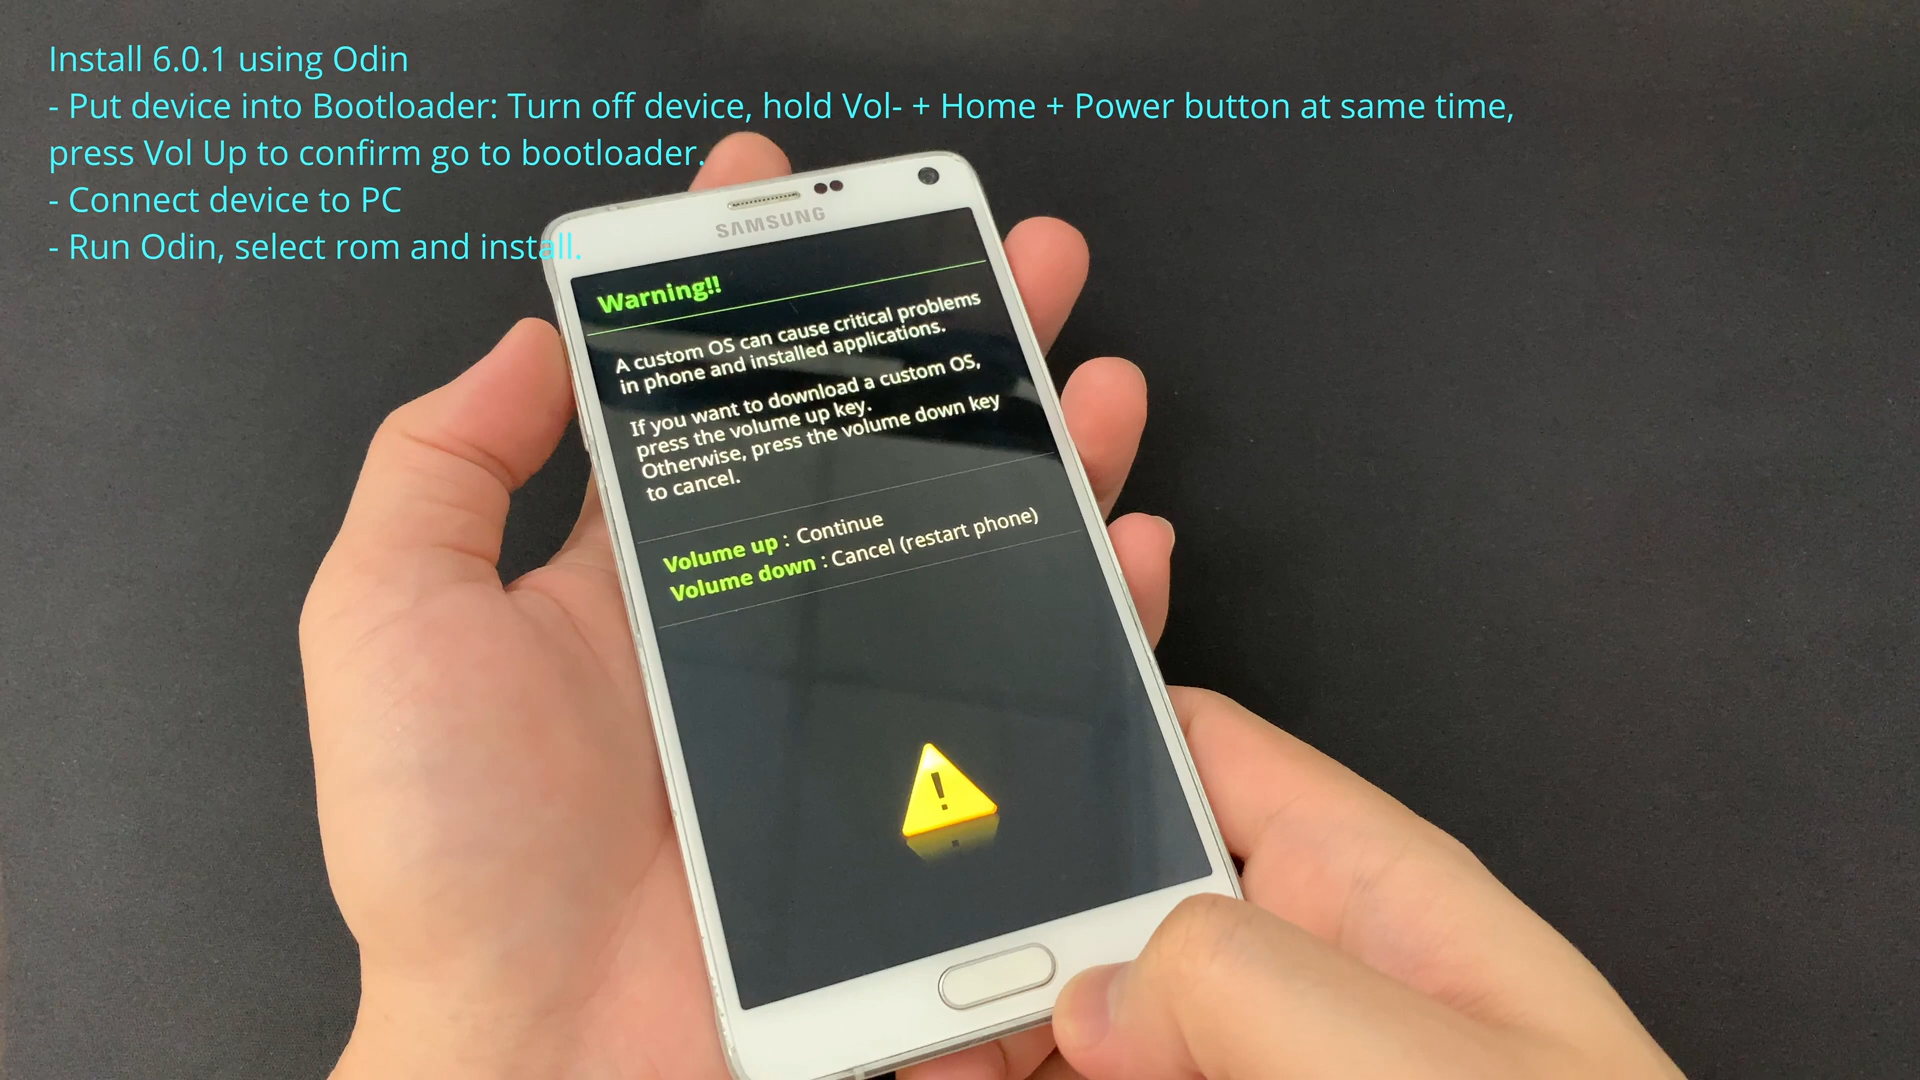 Install 6.0.1 using Odin
- Put device into Bootloader: Turn off device, hold Vol- + Home + Power button at same time,
press Vol Up to confirm go to bootloader.
- Connect device to PC
- Run Odin, select rom and install.
SAMSUNG
Warning!!
A custom OS can cause critical problems
in phone and installed applications.
If you want to download a custom OS,
press the volume up key.
Otherwise, press the volume down key
to cancel.
Volume up : Continue
Volume down : Cancel (restart phone)